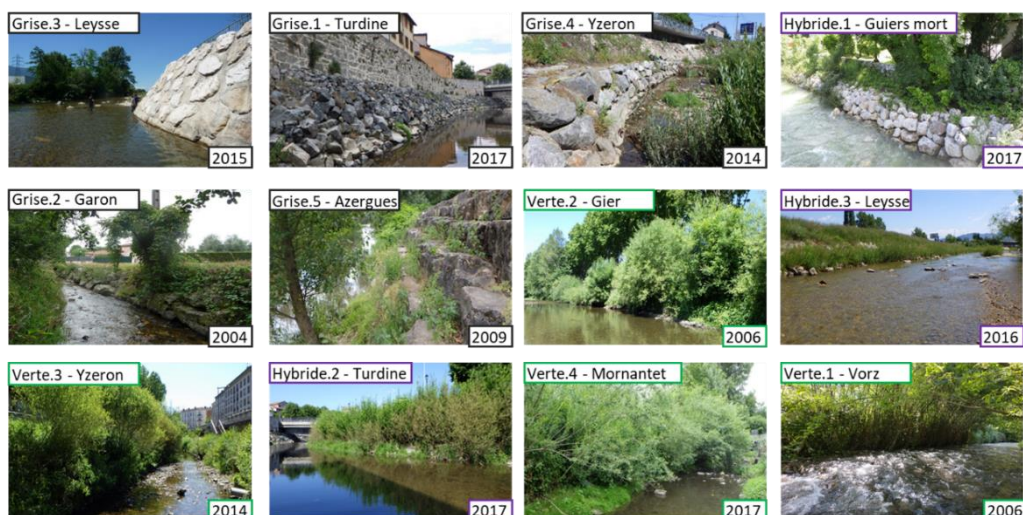 Grise.3 - Leysse
2015
Grise.1 - Turdine
2017
Grise.4 - Yzeron
2014
Hybride.1 - Guiers mort
2017
Grise.2 - Garon
2004
Grise.5 - Azergues
2009
Verte.2 - Gier
2006
Hybride.3 - Leysse
2016
Verte.3 - Yzeron
2014
Hybride.2 - Turdine
2017
Verte.4 - Mornantet
2017
Verte.1 - Vorz
2006